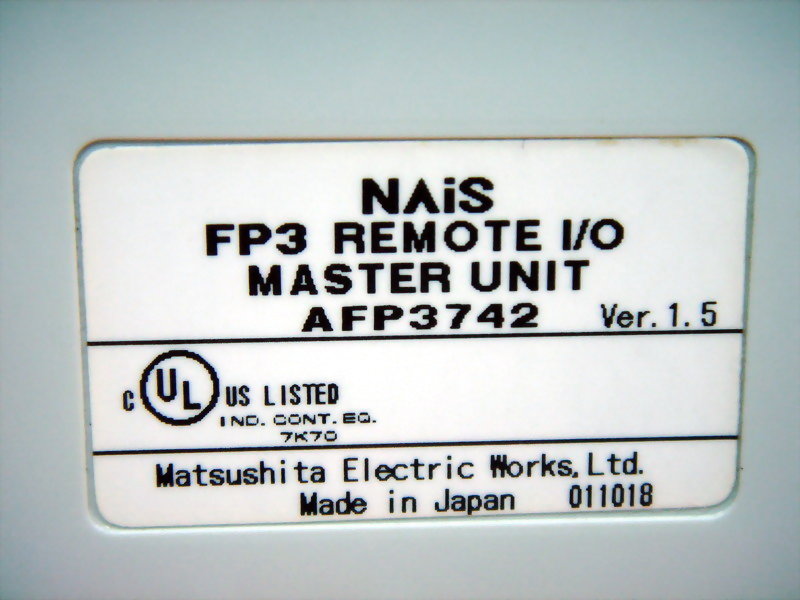 NAiS
FP3 REMOTE I/O
MASTER UNIT
AFP3742 Ver. 1.5
c UL US LISTED
IND. CONT. EQ.
7K70
Matsushita Electric Works, Ltd.
Made in Japan 011018